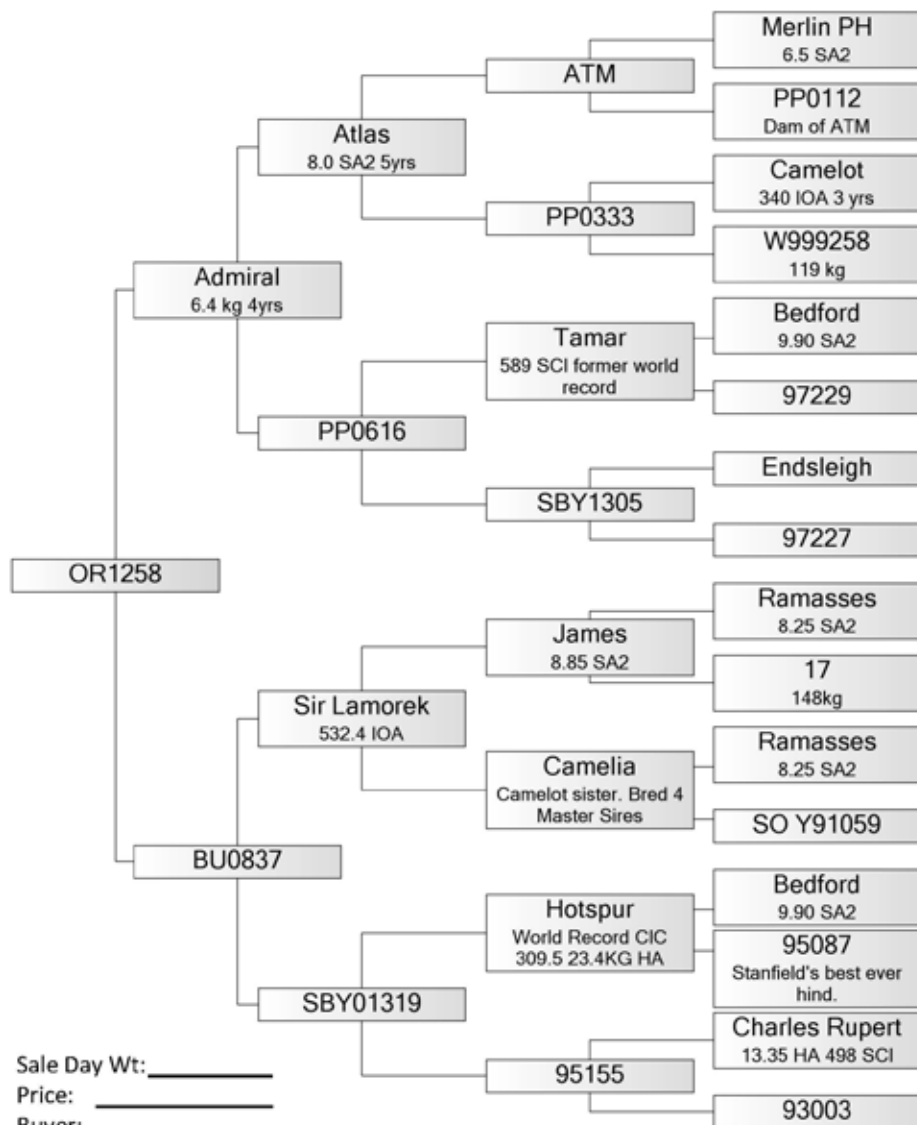 Merlin PH
6.5 SA2
ATM
PP0112
Dam of ATM
Atlas
8.0 SA2 5yrs
Camelot
340 IOA 3 yrs
PP0333
W999258
119 kg
Admiral
6.4 kg 4yrs
Bedford
9.90 SA2
Tamar
589 SCI former world
record
97229
PP0616
Endsleigh
SBY1305
97227
OR1258
Ramasses
8.25 SA2
James
8.85 SA2
17
148kg
Sir Lamorek
532.4 IOA
Ramasses
8.25 SA2
Camelia
Camelot sister. Bred 4
Master Sires
SO Y91059
BU0837
Bedford
9.90 SA2
Hotspur
World Record CIC
309.5 23.4KG HA
95087
Stanfield's best ever
hind.
SBY01319
Charles Rupert
13.35 HA 498 SCI
95155
93003
Sale Day Wt:
Price:
Buyer: